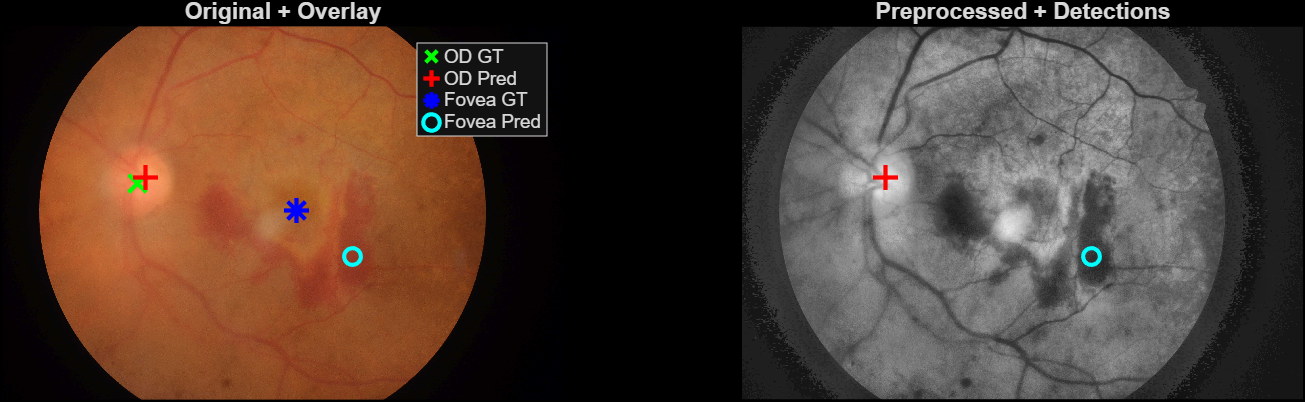 Original + Overlay
OD GT
OD Pred
Fovea GT
Fovea Pred
Preprocessed + Detections